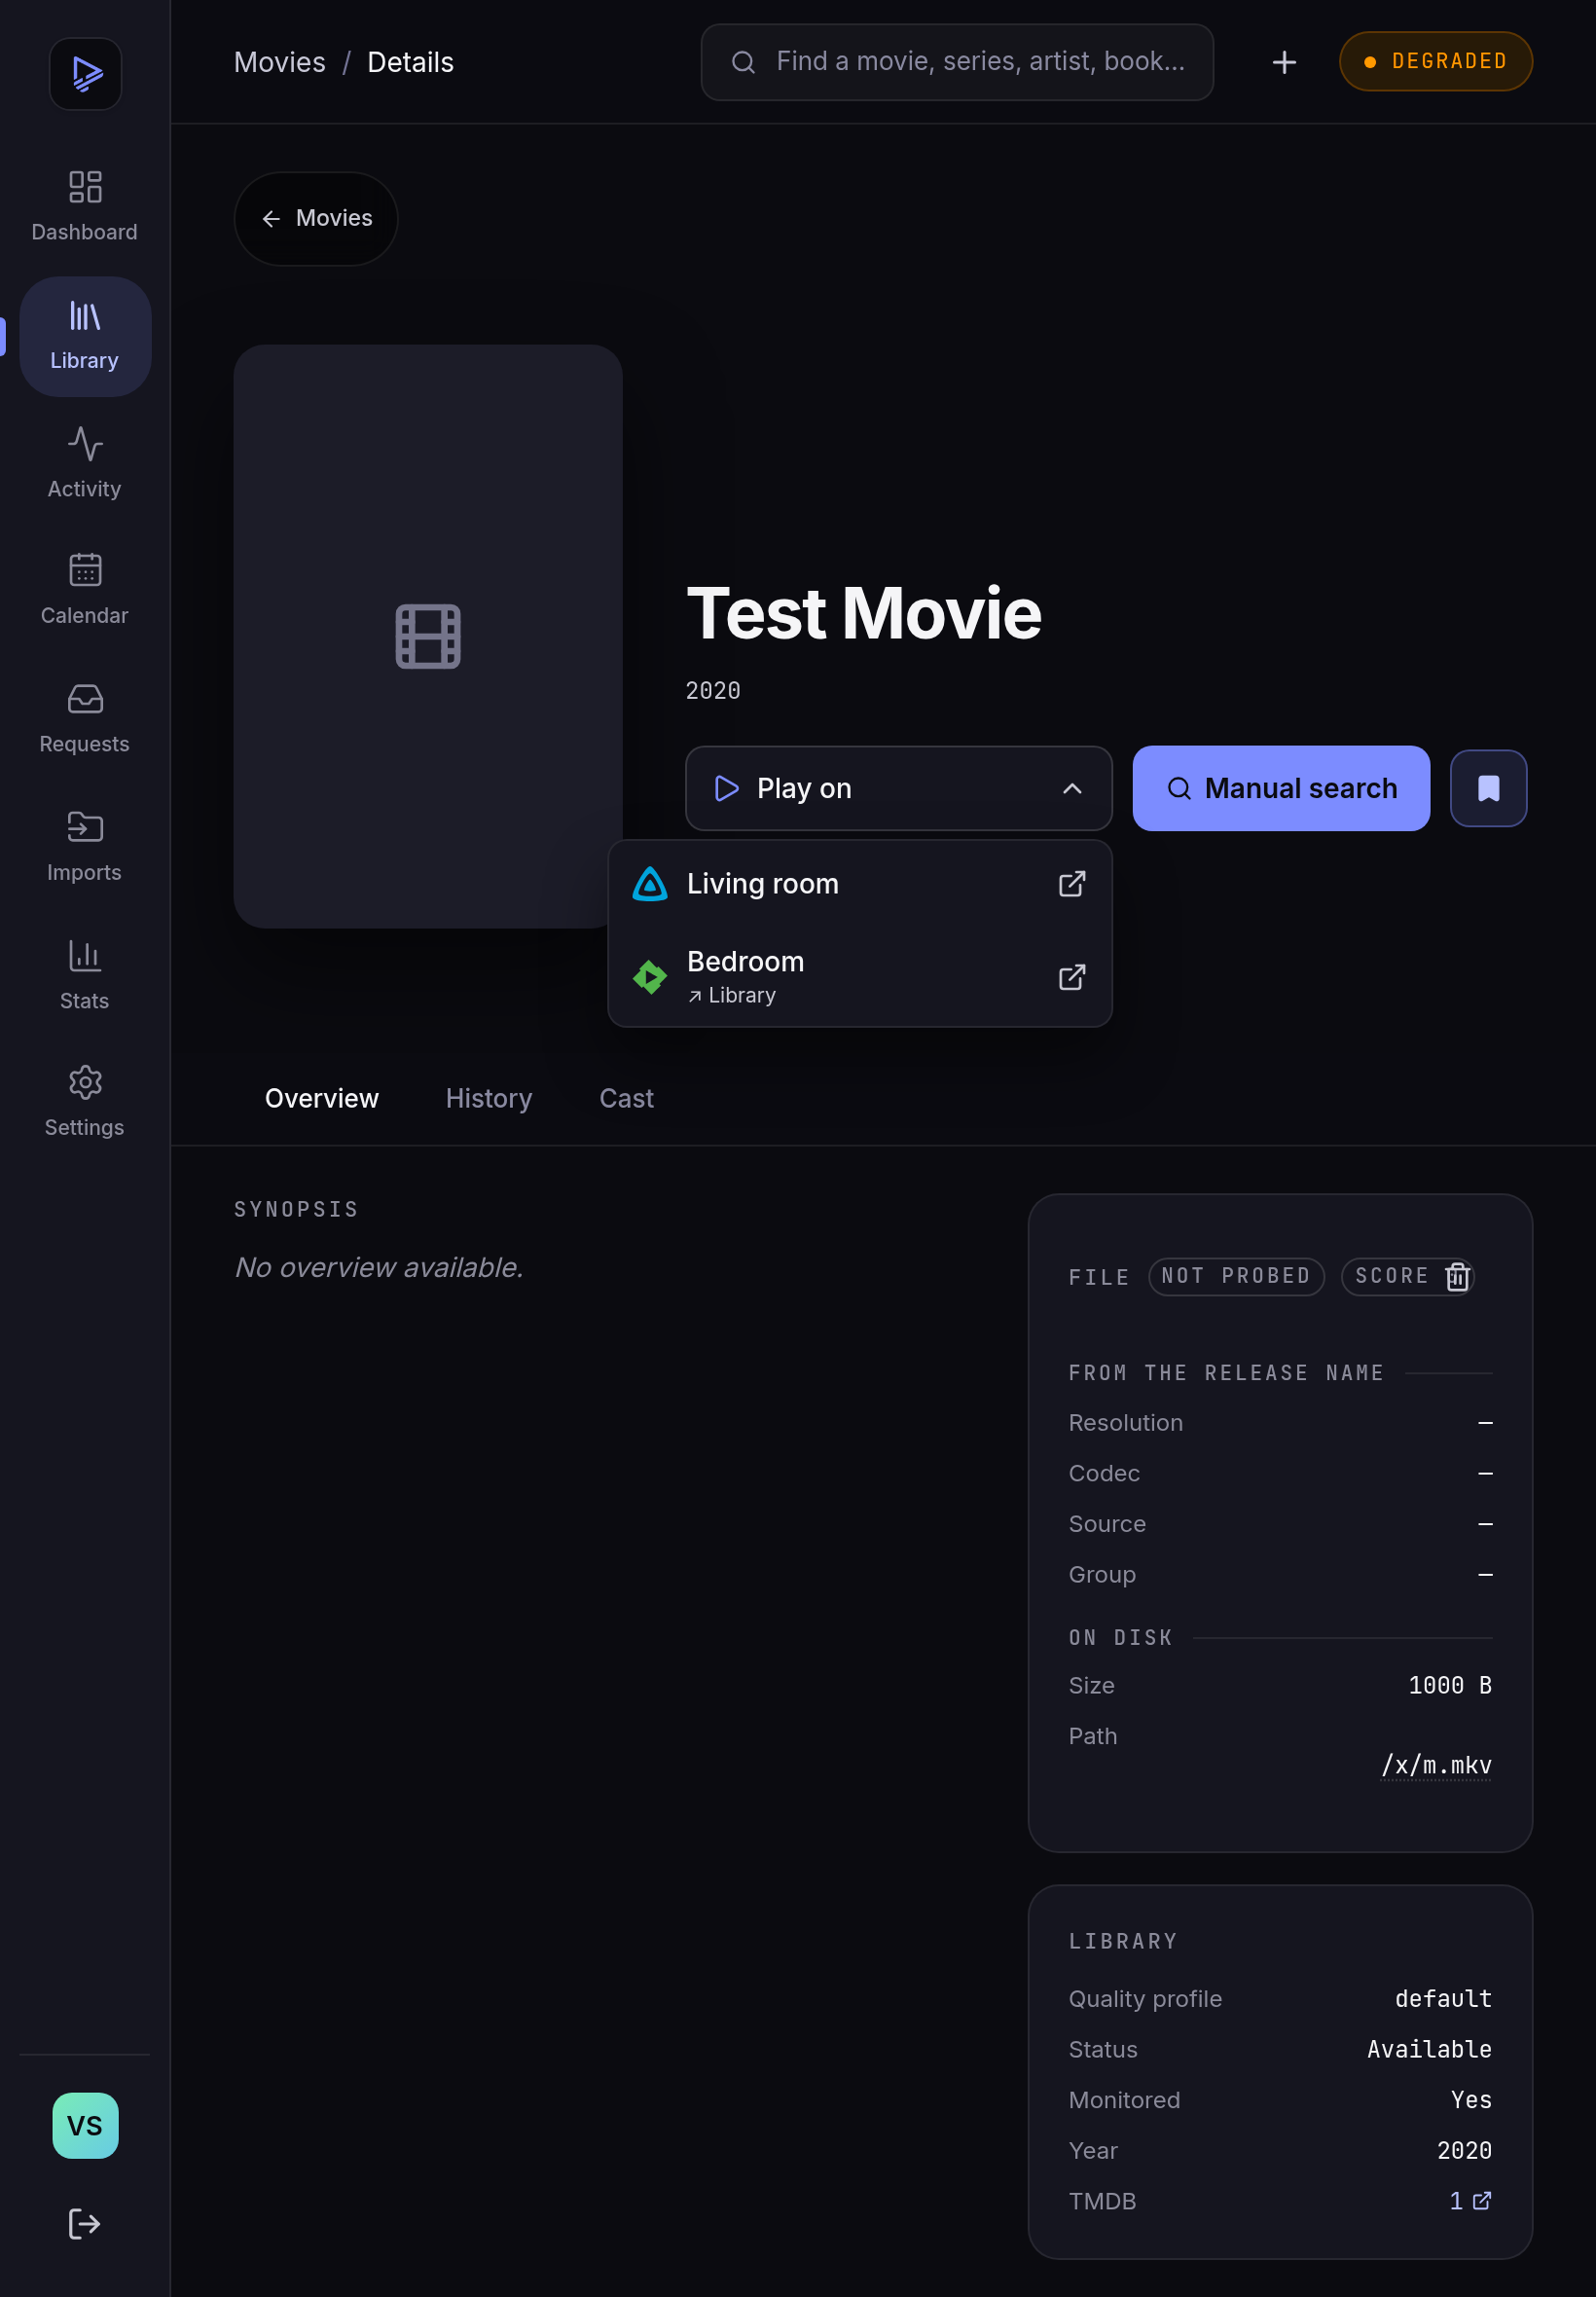 Movies / Details
Find a movie, series, artist, book...
DEGRADED
Dashboard
Library
Activity
Calendar
Requests
Imports
Stats
Settings
VS
Movies
Test Movie
2020
Play on
Manual search
Living room
Bedroom
Library
Overview
History
Cast
SYNOPSIS
No overview available.
FILE
NOT PROBED
SCORE
FROM THE RELEASE NAME
Resolution —
Codec —
Source —
Group —
ON DISK
Size 1000 B
Path
/x/m.mkv
LIBRARY
Quality profile default
Status Available
Monitored Yes
Year 2020
TMDB 1